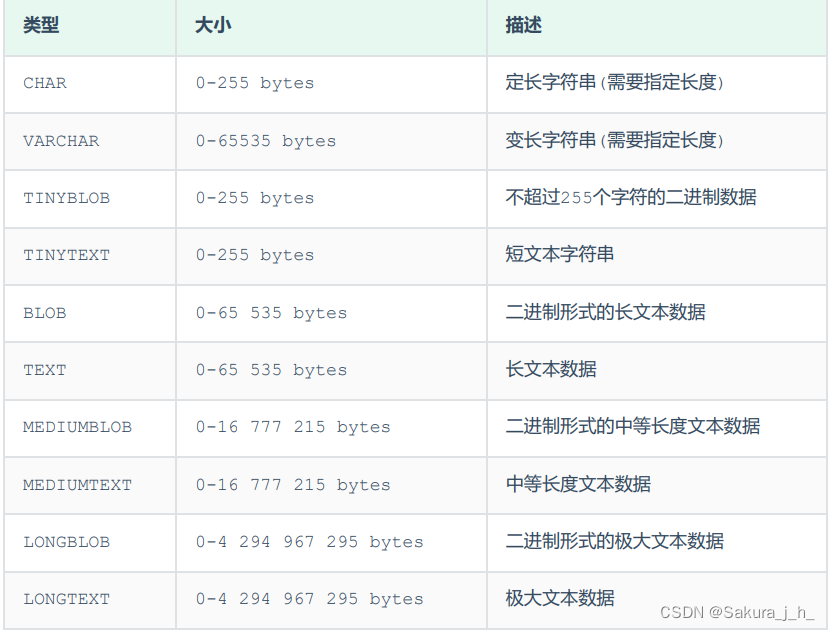 类型 大小 描述
CHAR 0-255 bytes 定长字符串(需要指定长度)
VARCHAR 0-65535 bytes 变长字符串(需要指定长度)
TINYBLOB 0-255 bytes 不超过255个字符的二进制数据
TINYTEXT 0-255 bytes 短文本字符串
BLOB 0-65 535 bytes 二进制形式的长文本数据
TEXT 0-65 535 bytes 长文本数据
MEDIUMBLOB 0-16 777 215 bytes 二进制形式的中等长度文本数据
MEDIUMTEXT 0-16 777 215 bytes 中等长度文本数据
LONGBLOB 0-4 294 967 295 bytes 二进制形式的极大文本数据
LONGTEXT 0-4 294 967 295 bytes 极大文本数据
CSDN @Sakura_j_h_